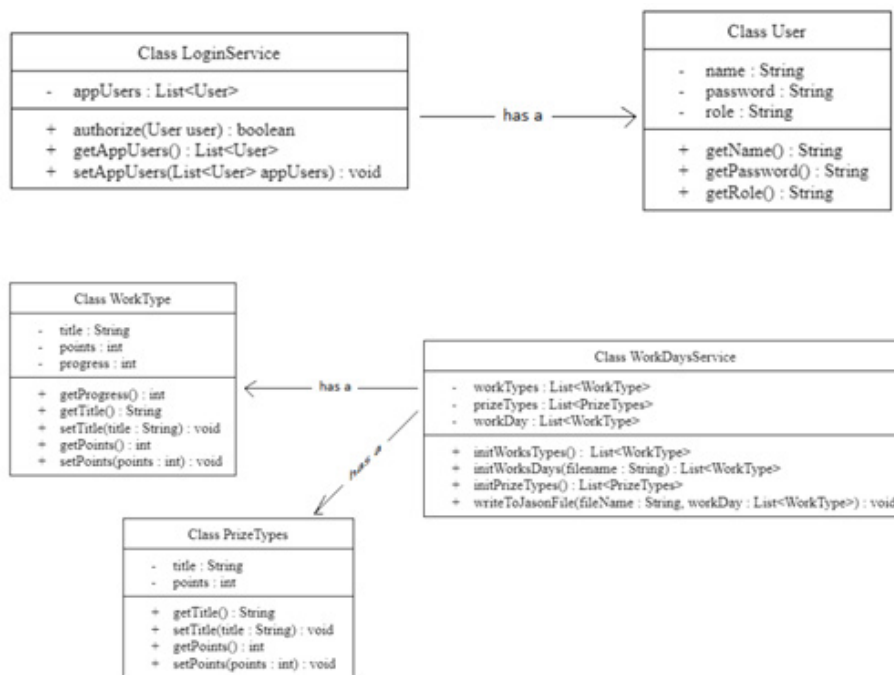 Class LoginService
- appUsers : List<User>
+ authorize(User user) : boolean
+ getAppUsers() : List<User>
+ setAppUsers(List<User> appUsers) : void
has a
Class User
- name : String
- password : String
- role : String
+ getName() : String
+ getPassword() : String
+ getRole() : String
Class WorkType
- title : String
- points : int
- progress : int
+ getProgress() : int
+ getTitle() : String
+ setTitle(title : String) : void
+ getPoints() : int
+ setPoints(points : int) : void
has a
has a
Class WorkDaysService
- workTypes : List<WorkType>
- prizeTypes : List<PrizeTypes>
- workDay : List<WorkType>
+ initWorksTypes() : List<WorkType>
+ initWorksDays(filename : String) : List<WorkType>
+ initPrizeTypes() : List<PrizeTypes>
+ writeToJasonFile(fileName : String, workDay : List<WorkType>) : void
Class PrizeTypes
- title : String
- points : int
+ getTitle() : String
+ setTitle(title : String) : void
+ getPoints() : int
+ setPoints(points : int) : void